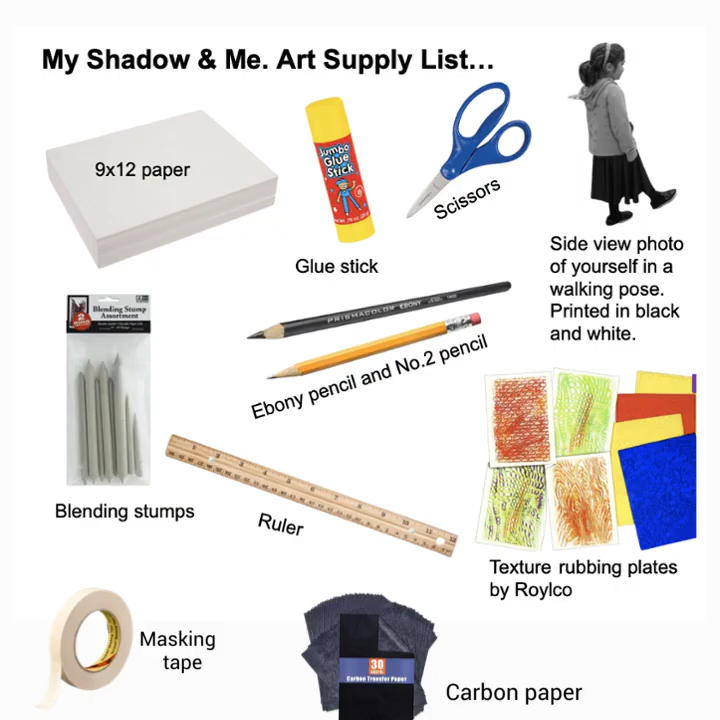 My Shadow & Me. Art Supply List...
9x12 paper
Jumbo
Glue
Stick
Scissors
Glue stick
Side view photo
of yourself in a
walking pose.
Printed in black
and white.
Blending Stump
Assortment
PRISMACOLOR EBONY
Ebony pencil and No.2 pencil
Blending stumps
Ruler
Texture rubbing plates
by Roylco
Masking
tape
30
Carbon Transfer Paper
Carbon paper